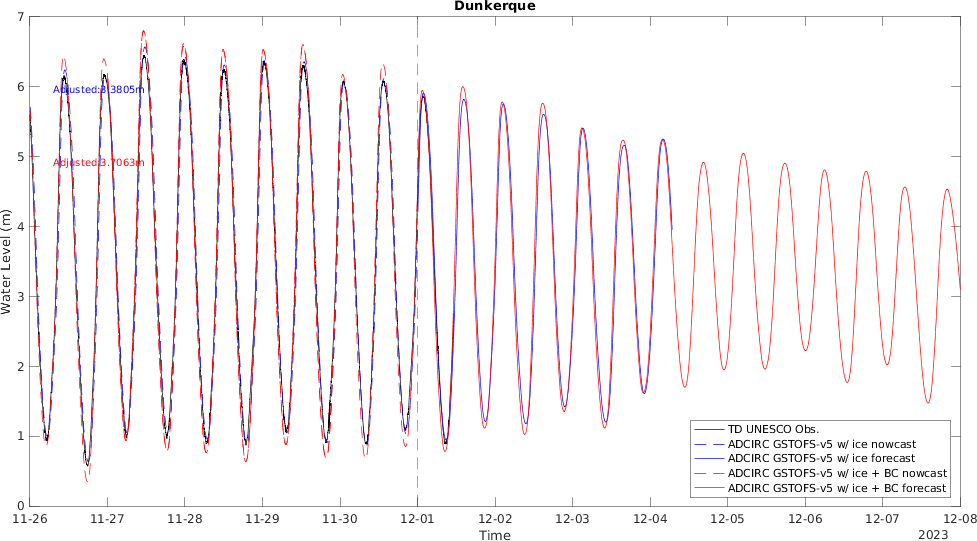 Dunkerque
7
6
5
4
3
2
1
0
Water Level (m)
Adjusted:3.3805m
Adjusted:3.7063m
TD UNESCO Obs.
ADCIRC GSTOFS-v5 w/ ice nowcast
ADCIRC GSTOFS-v5 w/ ice forecast
ADCIRC GSTOFS-v5 w/ ice + BC nowcast
ADCIRC GSTOFS-v5 w/ ice + BC forecast
11-26 11-27 11-28 11-29 11-30 12-01 12-02 12-03 12-04 12-05 12-06 12-07 12-08
Time
2023